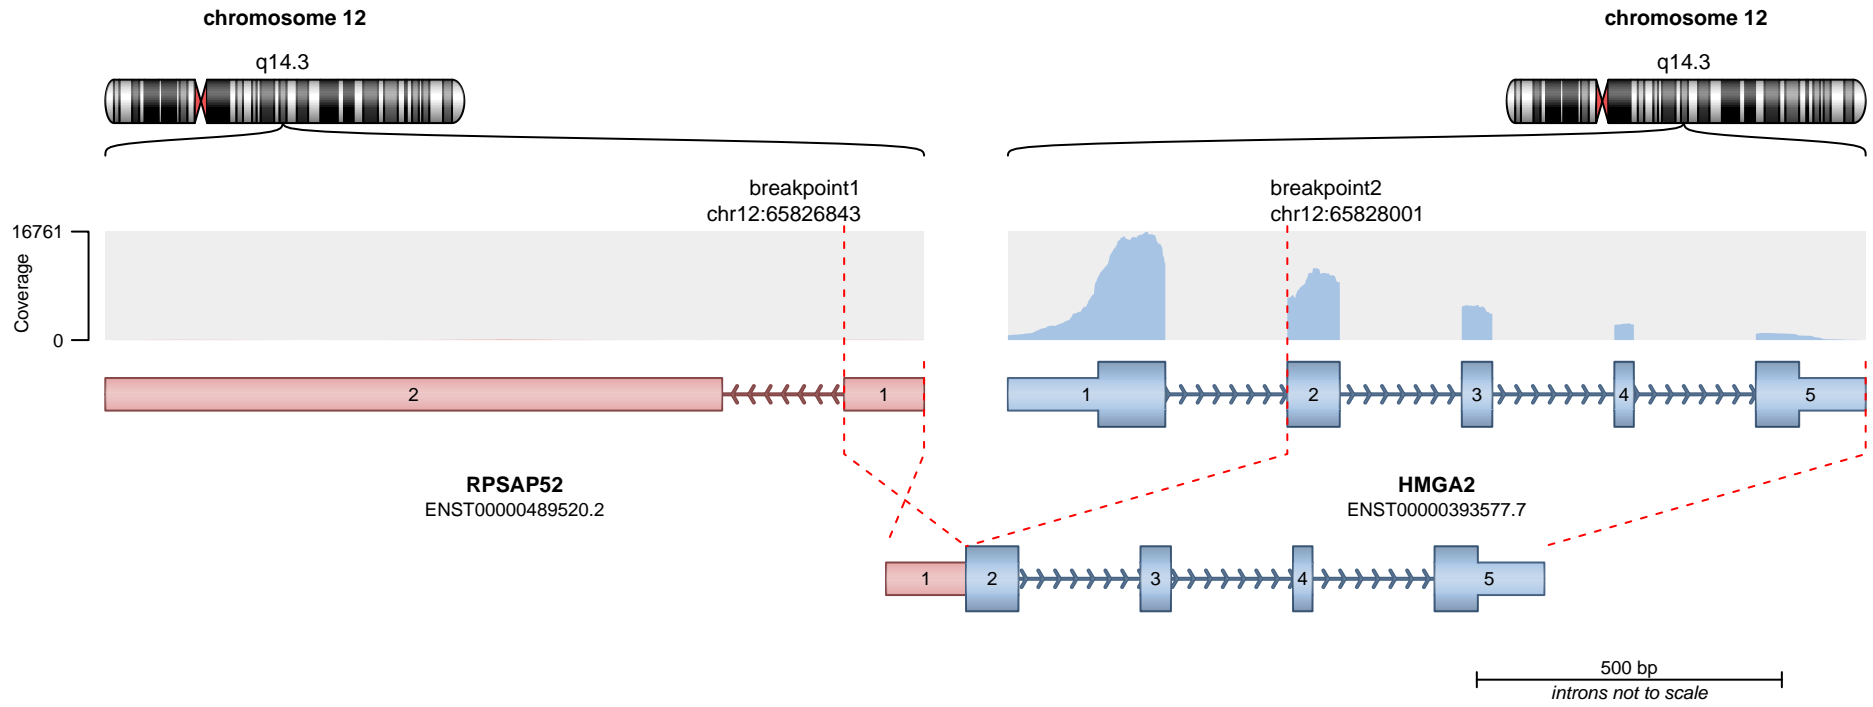 chromosome 12
chromosome 12
q14.3
q14.3
breakpoint1
chr12:65826843
breakpoint2
chr12:65828001
16761
Coverage
0
2
1
1
2
3
4
5
RPSAP52
ENST00000489520.2
HMGA2
ENST00000393577.7
1
2
3
4
5
500 bp
introns not to scale